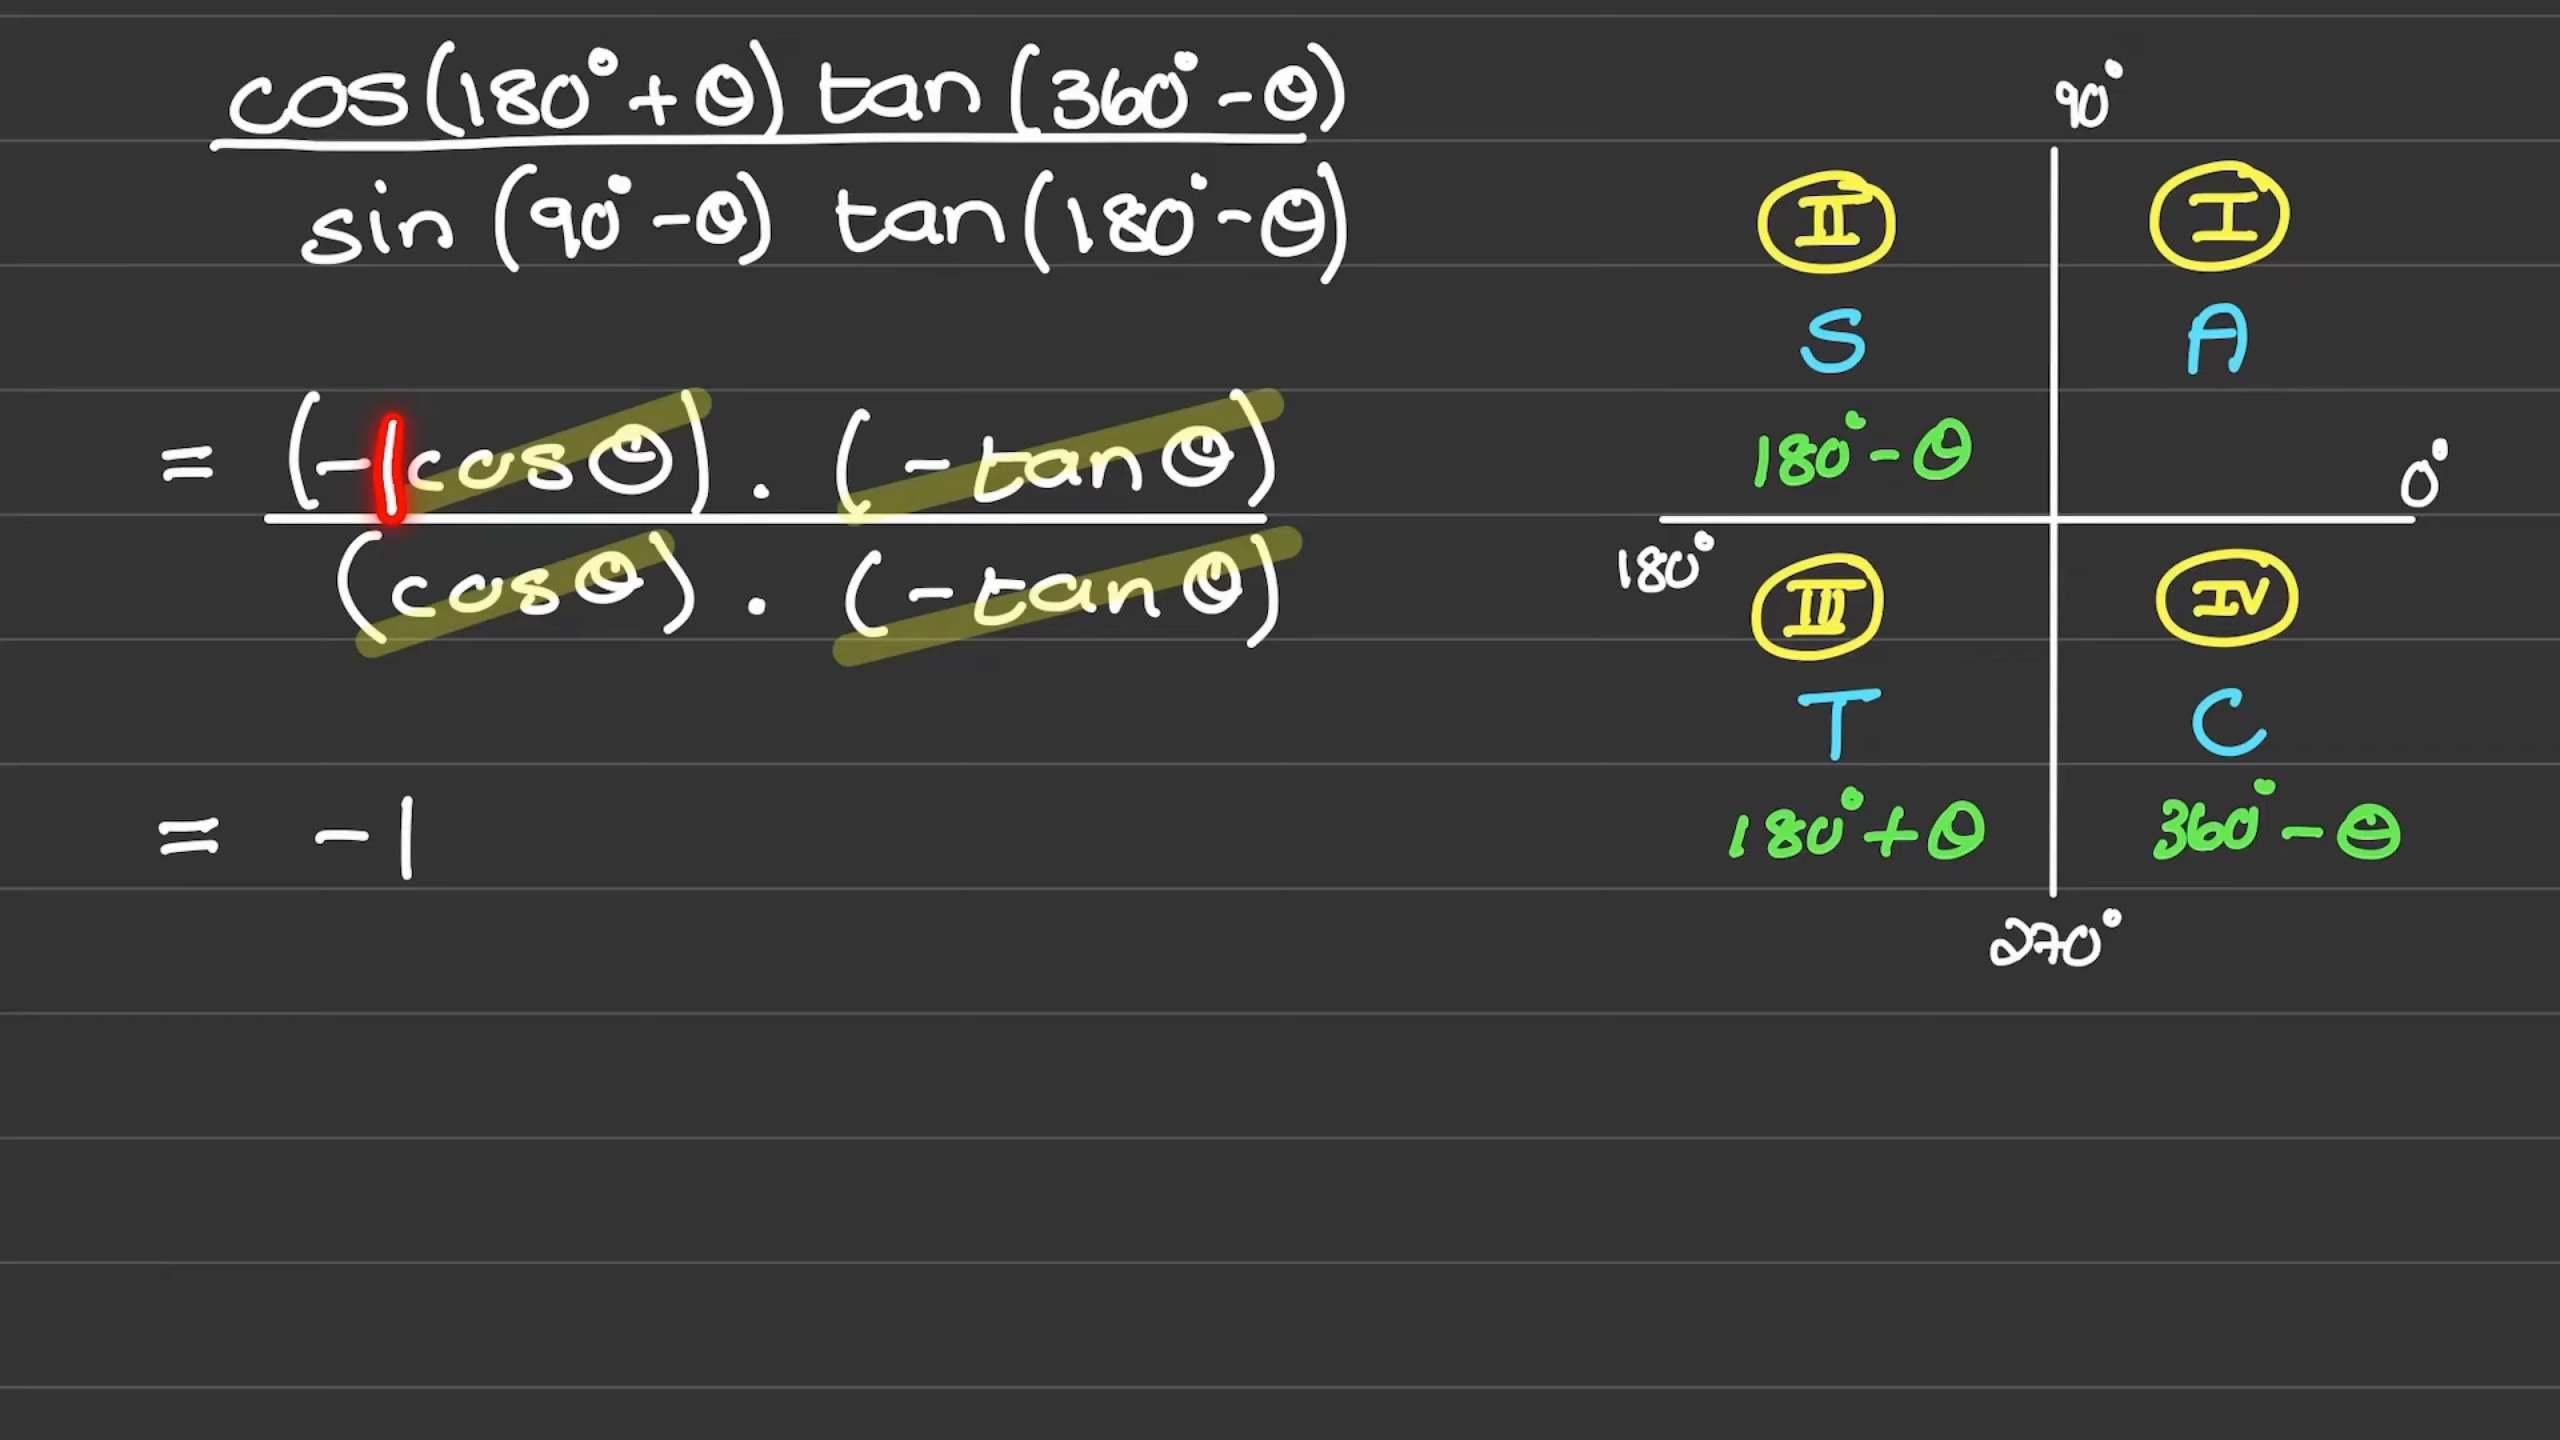 cos(180°+θ) tan(360°-θ)
sin(90°-θ) tan(180°-θ)
= (-1cosθ) . (-tanθ)
(cosθ) . (-tanθ)
= -1
90°
II I
S A
180°-θ
0°
180°
III IV
T C
180°+θ 360°-θ
270°